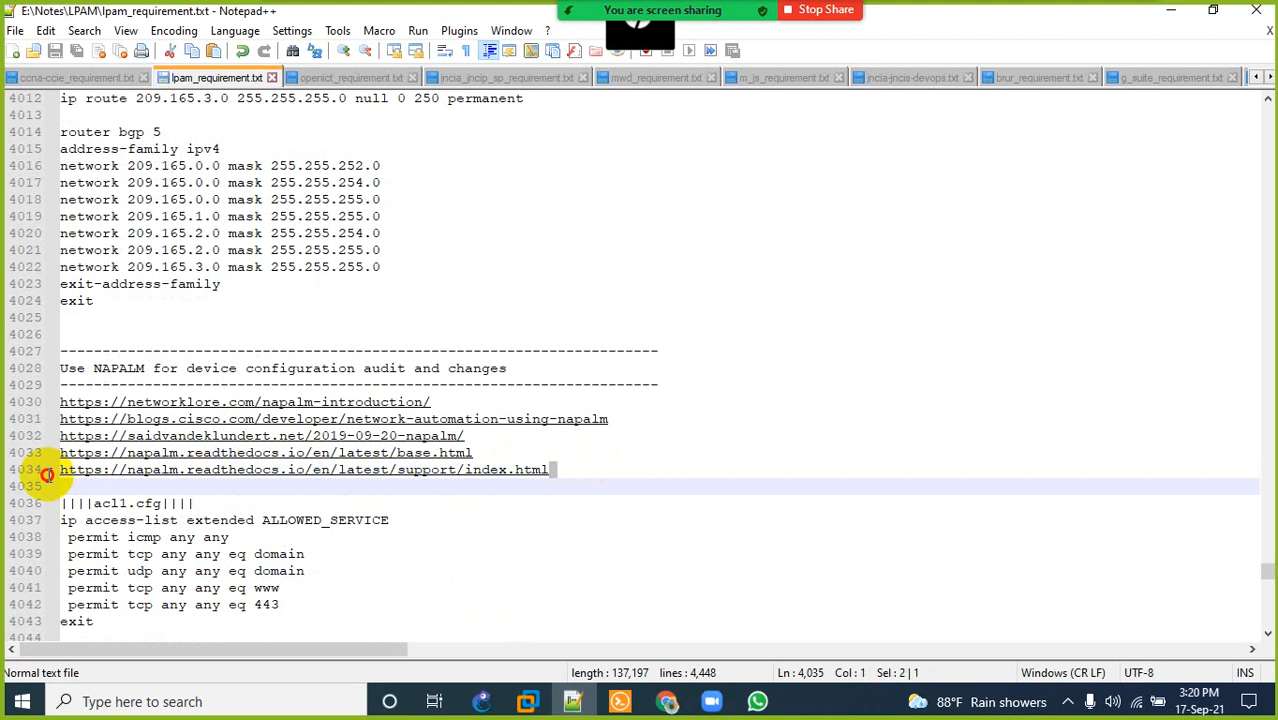 E:\Notes\LPAM\lpam_requirement.txt - Notepad++
You are screen sharing
Stop Share
File Edit Search View Encoding Language Settings Tools Macro Run Plugins Window ?
ccna-ccie_requirement.txt lpam_requirement.txt openict_requirement.txt jncia_jncip_sp_requirement.txt mwd_requirement.txt m_js_requirement.txt jncia-jncis-devops.txt brur_requirement.txt g_suite_requirement.txt
4012 ip route 209.165.3.0 255.255.255.0 null 0 250 permanent
4013
4014 router bgp 5
4015 address-family ipv4
4016 network 209.165.0.0 mask 255.255.252.0
4017 network 209.165.0.0 mask 255.255.254.0
4018 network 209.165.0.0 mask 255.255.255.0
4019 network 209.165.1.0 mask 255.255.255.0
4020 network 209.165.2.0 mask 255.255.254.0
4021 network 209.165.2.0 mask 255.255.255.0
4022 network 209.165.3.0 mask 255.255.255.0
4023 exit-address-family
4024 exit
4025
4026
4027 -----------------------------------------------------------------------
4028 Use NAPALM for device configuration audit and changes
4029 -----------------------------------------------------------------------
4030 https://networklore.com/napalm-introduction/
4031 https://blogs.cisco.com/developer/network-automation-using-napalm
4032 https://saidvandeklundert.net/2019-09-20-napalm/
4033 https://napalm.readthedocs.io/en/latest/base.html
4034 https://napalm.readthedocs.io/en/latest/support/index.html
4035
4036 ||||acl1.cfg||||
4037 ip access-list extended ALLOWED_SERVICE
4038 permit icmp any any
4039 permit tcp any any eq domain
4040 permit udp any any eq domain
4041 permit tcp any any eq www
4042 permit tcp any any eq 443
4043 exit
4044
Normal text file length : 137,197 lines : 4,448 Ln : 4,035 Col : 1 Sel : 2 | 1 Windows (CR LF) UTF-8 INS
Type here to search
88°F Rain showers
3:20 PM
17-Sep-21